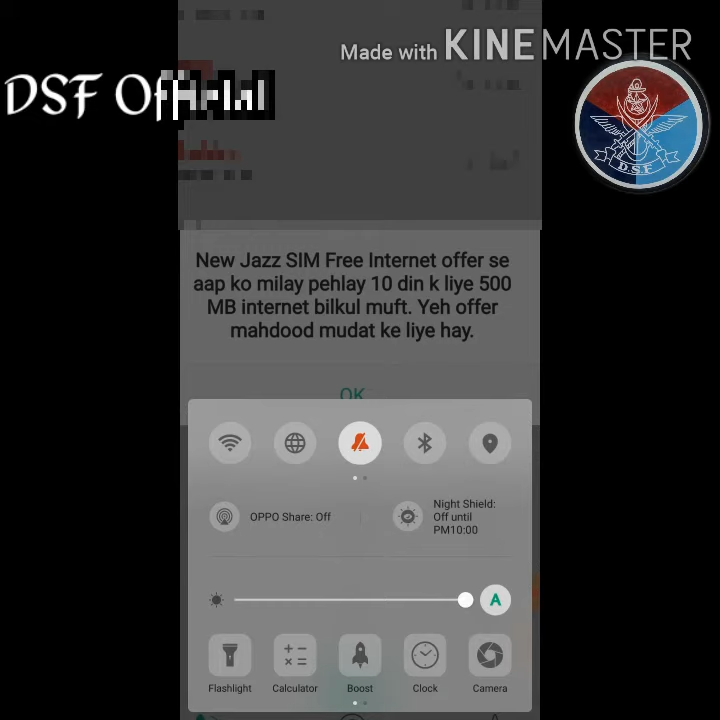 Made with KINEMASTER
DSF Official
D.S.F
New Jazz SIM Free Internet offer se
aap ko milay pehlay 10 din k liye 500
MB internet bilkul muft. Yeh offer
mahdood mudat ke liye hay.
OK
OPPO Share: Off
Night Shield:
Off until
PM10:00
A
Flashlight Calculator Boost Clock Camera